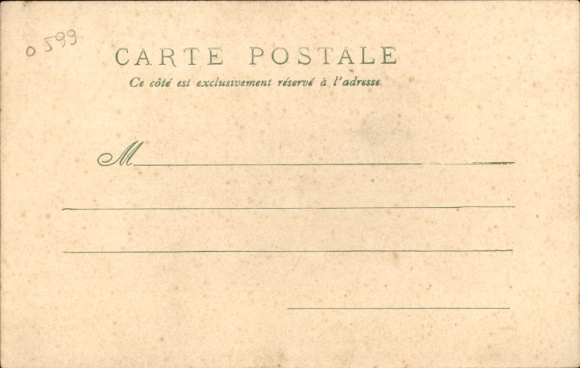 0599
CARTE POSTALE
Ce côté est exclusivement réservé à l'adresse
M